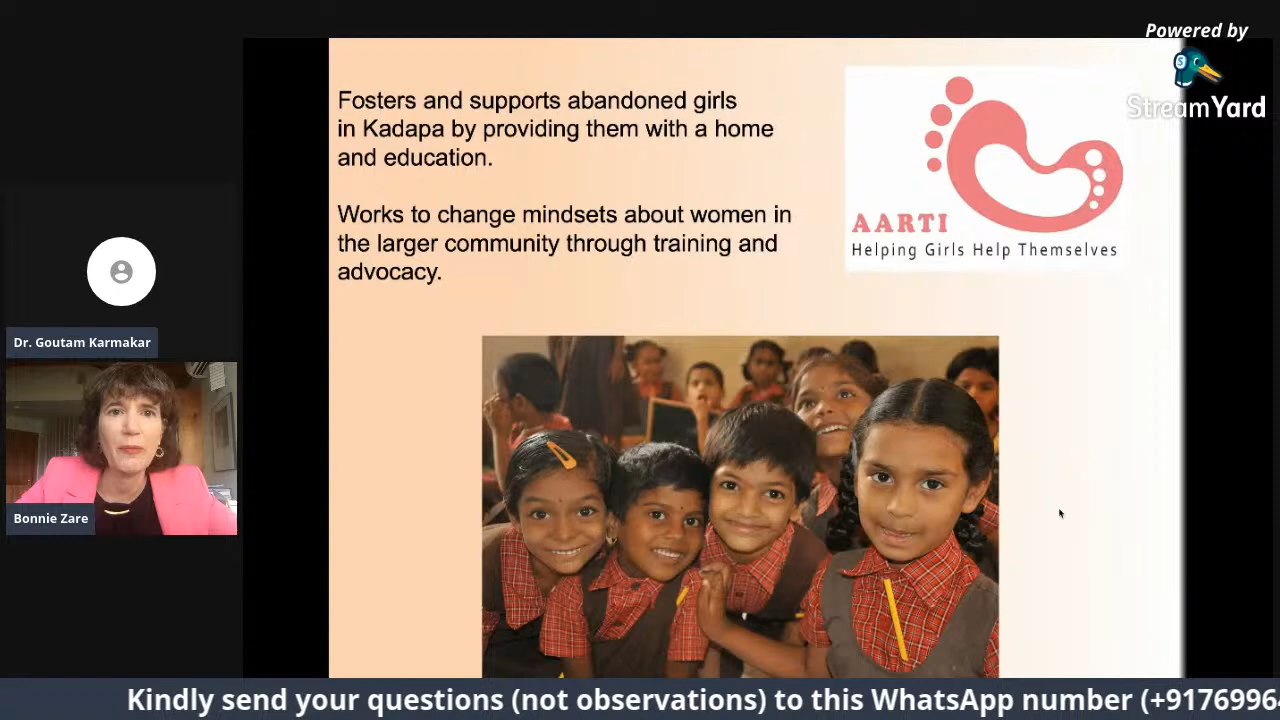 Powered by
StreamYard
Fosters and supports abandoned girls
in Kadapa by providing them with a home
and education.
Works to change mindsets about women in
the larger community through training and
advocacy.
AARTI
Helping Girls Help Themselves
Dr. Goutam Karmakar
Bonnie Zare
Kindly send your questions (not observations) to this WhatsApp number (+9176996